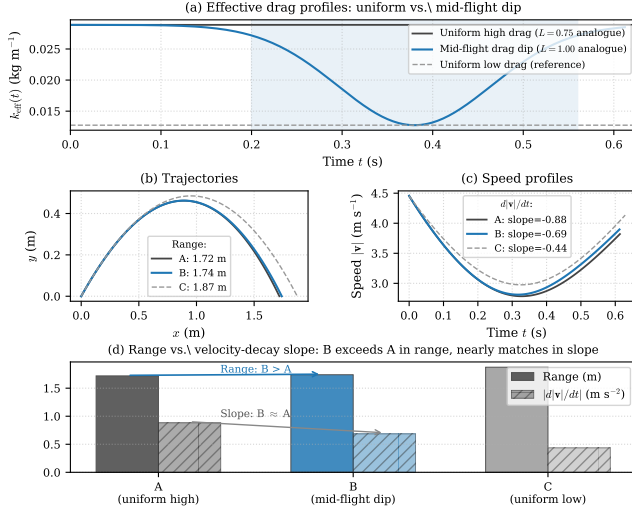 (a) Effective drag profiles: uniform vs.\ mid-flight dip
k_eff(t) (kg m⁻¹)
0.025
0.020
0.015
Uniform high drag (L = 0.75 analogue)
Mid-flight drag dip (L = 1.00 analogue)
Uniform low drag (reference)
0.0 0.1 0.2 0.3 0.4 0.5 0.6
Time t (s)
(b) Trajectories
y (m)
0.4
0.2
0.0
Range:
A: 1.72 m
B: 1.74 m
C: 1.87 m
0.0 0.5 1.0 1.5
x (m)
(c) Speed profiles
Speed |v| (m s⁻¹)
4.5
4.0
3.5
3.0
d|v|/dt:
A: slope=-0.88
B: slope=-0.69
C: slope=-0.44
0.0 0.1 0.2 0.3 0.4 0.5 0.6
Time t (s)
(d) Range vs.\ velocity-decay slope: B exceeds A in range, nearly matches in slope
1.5
1.0
0.5
0.0
Range: B > A
Slope: B ≈ A
Range (m)
|d|v|/dt| (m s⁻²)
A
(uniform high)
B
(mid-flight dip)
C
(uniform low)